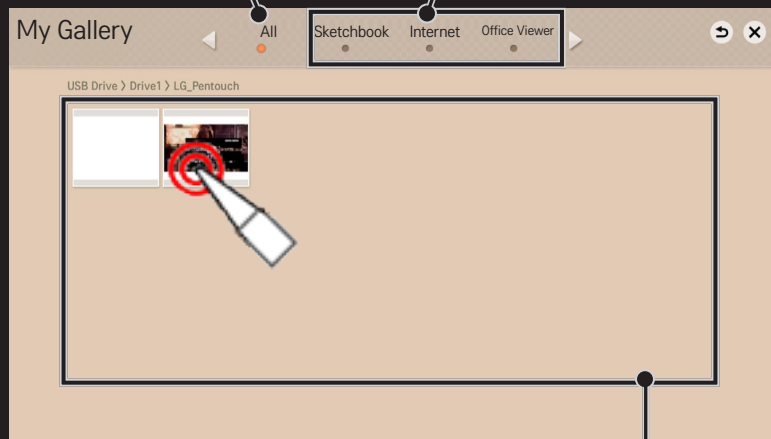 My Gallery
All Sketchbook Internet Office Viewer
USB Drive 〉 Drive1 〉 LG_Pentouch